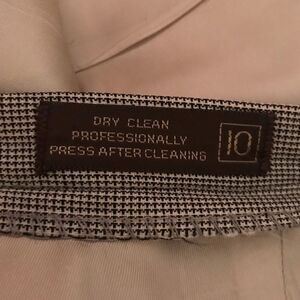 DRY CLEAN
PROFESSIONALLY
PRESS AFTER CLEANING
10